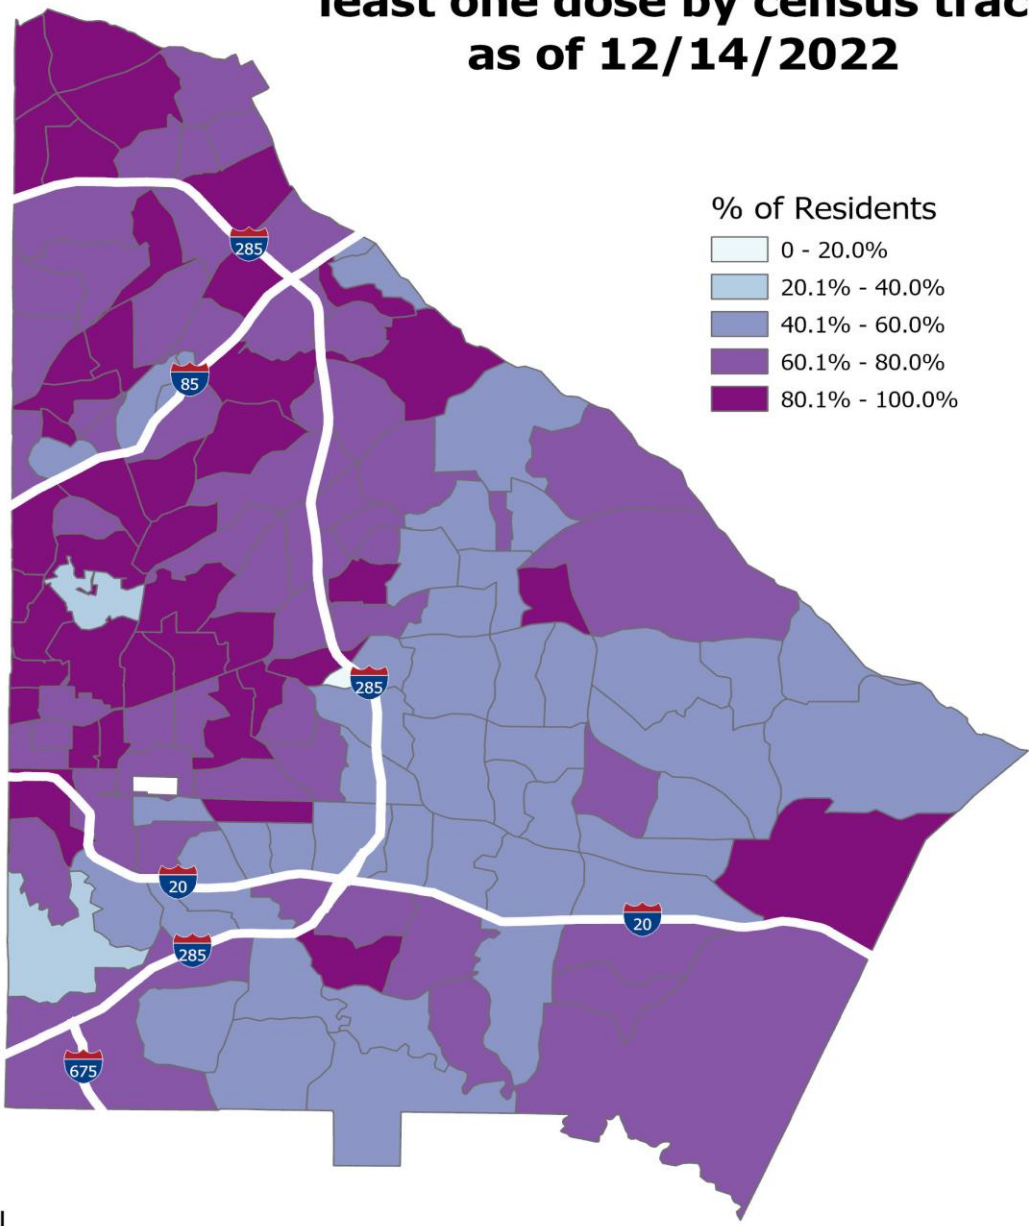 least one dose by census trac
as of 12/14/2022
% of Residents
0 - 20.0%
20.1% - 40.0%
40.1% - 60.0%
60.1% - 80.0%
80.1% - 100.0%
285
85
285
20
20
285
675